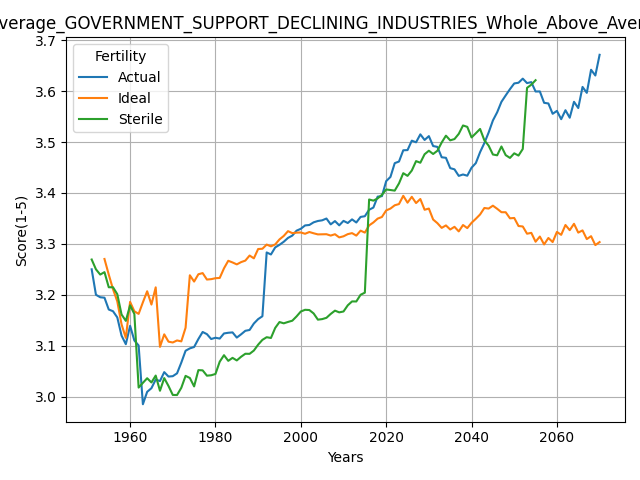 verage_GOVERNMENT_SUPPORT_DECLINING_INDUSTRIES_Whole_Above_Aver
Fertility
Actual
Ideal
Sterile
3.7
3.6
3.5
3.4
3.3
3.2
3.1
3.0
Score(1-5)
1960
1980
2000
2020
2040
2060
Years